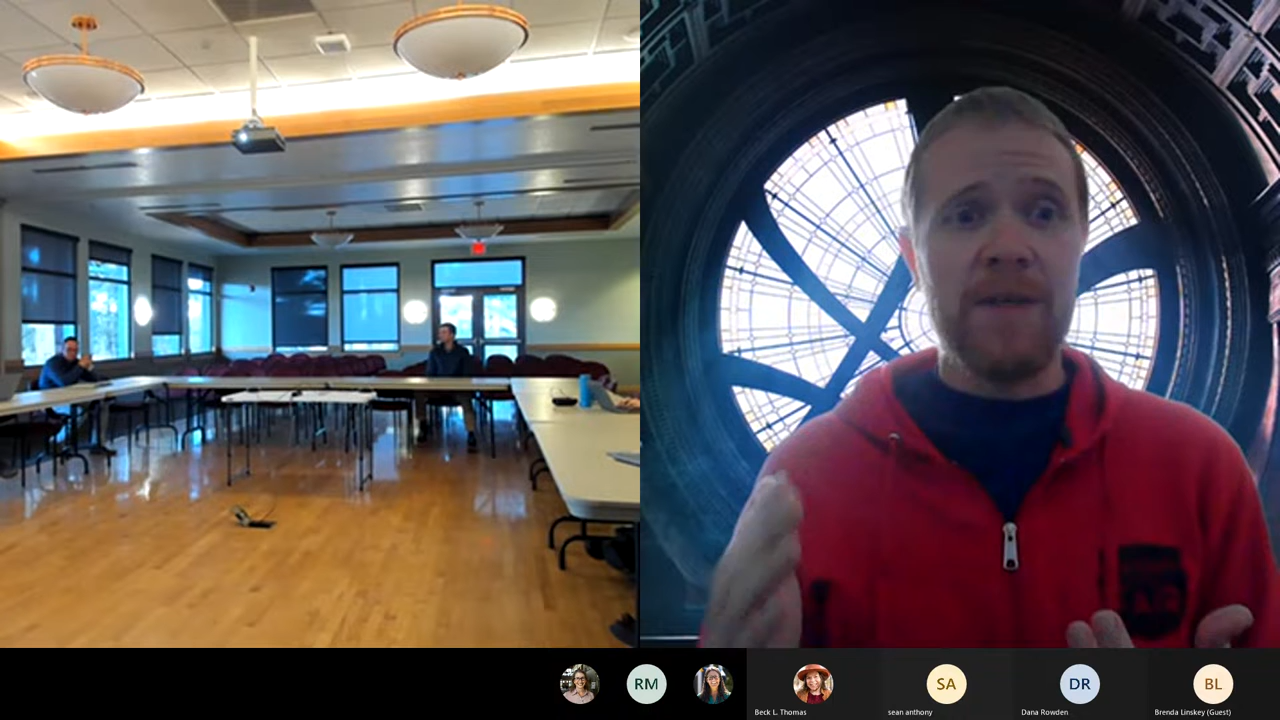 RM
SA
DR
BL
Beck L. Thomas
sean anthony
Dana Rowden
Brenda Linskey (Guest)